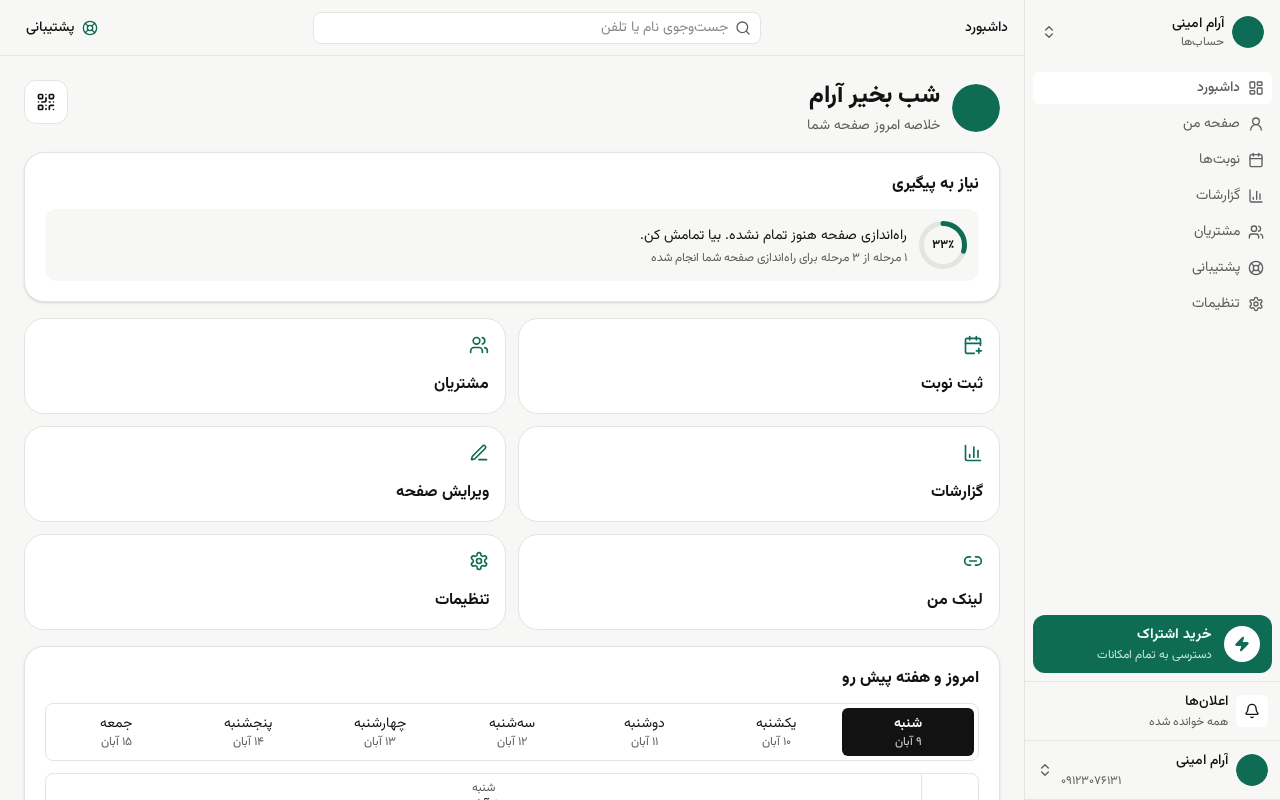 آرام امینی
حساب‌ها
داشبورد
صفحه من
نوبت‌ها
گزارشات
مشتریان
پشتیبانی
تنظیمات
خرید اشتراک
دسترسی به تمام امکانات
اعلان‌ها
همه خوانده شده
آرام امینی
۰۹۱۲۳۰۷۶۱۳۱
داشبورد
جست‌وجوی نام یا تلفن
پشتیبانی
شب بخیر آرام
خلاصه امروز صفحه شما
نیاز به پیگیری
۳۳٪
راه‌اندازی صفحه هنوز تمام نشده. بیا تمامش کن.
۱ مرحله از ۳ مرحله برای راه‌اندازی صفحه شما انجام شده
ثبت نوبت
مشتریان
گزارشات
ویرایش صفحه
لینک من
تنظیمات
امروز و هفته پیش رو
شنبه
۹ آبان
یکشنبه
۱۰ آبان
دوشنبه
۱۱ آبان
سه‌شنبه
۱۲ آبان
چهارشنبه
۱۳ آبان
پنجشنبه
۱۴ آبان
جمعه
۱۵ آبان
شنبه